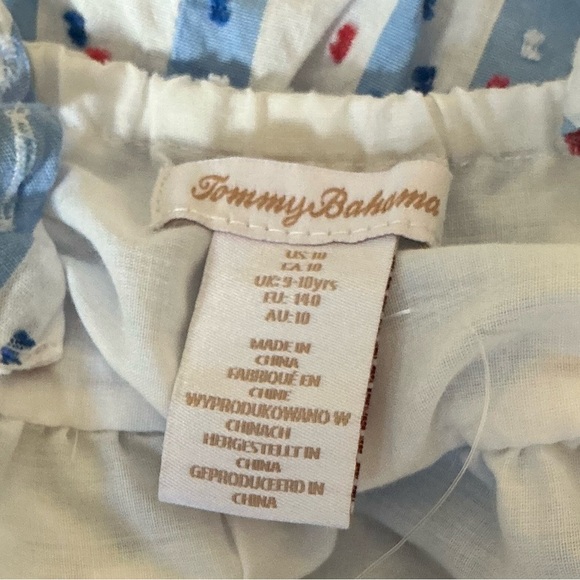 Tommy Bahama
US: 10
CA: 10
UK: 9-10yrs
EU: 140
AU: 10
MADE IN
CHINA
FABRIQUÉ EN
CHINE
WYPRODUKOWANO W
CHINACH
HERGESTELLT IN
CHINA
GEPRODUCEERD IN
CHINA